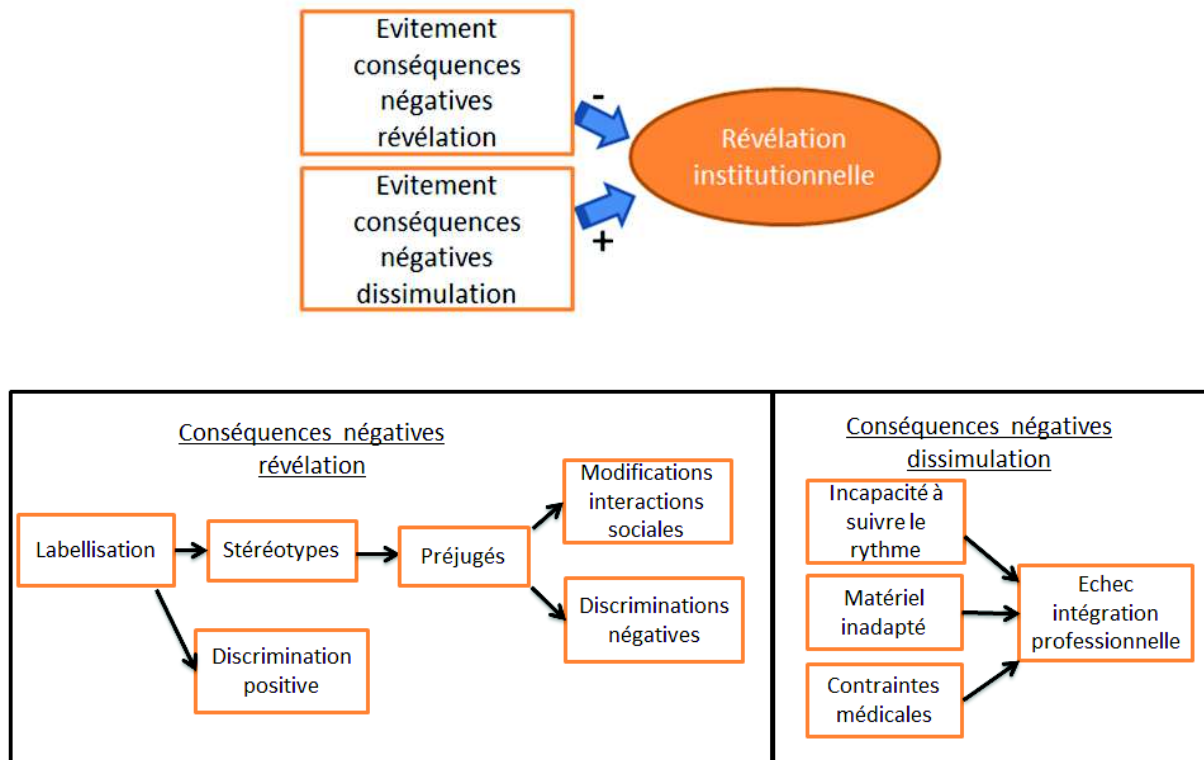 Evitement
conséquences
négatives
révélation
-
Révélation
institutionnelle
Evitement
conséquences
négatives
dissimulation
+
Conséquences négatives
révélation
Labellisation
Stéréotypes
Préjugés
Modifications
interactions
sociales
Discriminations
négatives
Discrimination
positive
Conséquences négatives
dissimulation
Incapacité à
suivre le
rythme
Matériel
inadapté
Contraintes
médicales
Echec
intégration
professionnelle